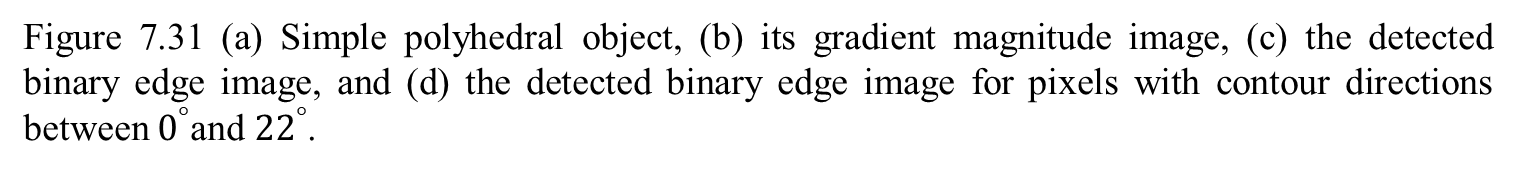 Figure 7.31 (a) Simple polyhedral object, (b) its gradient magnitude image, (c) the detected
binary edge image, and (d) the detected binary edge image for pixels with contour directions
between 0° and 22°.